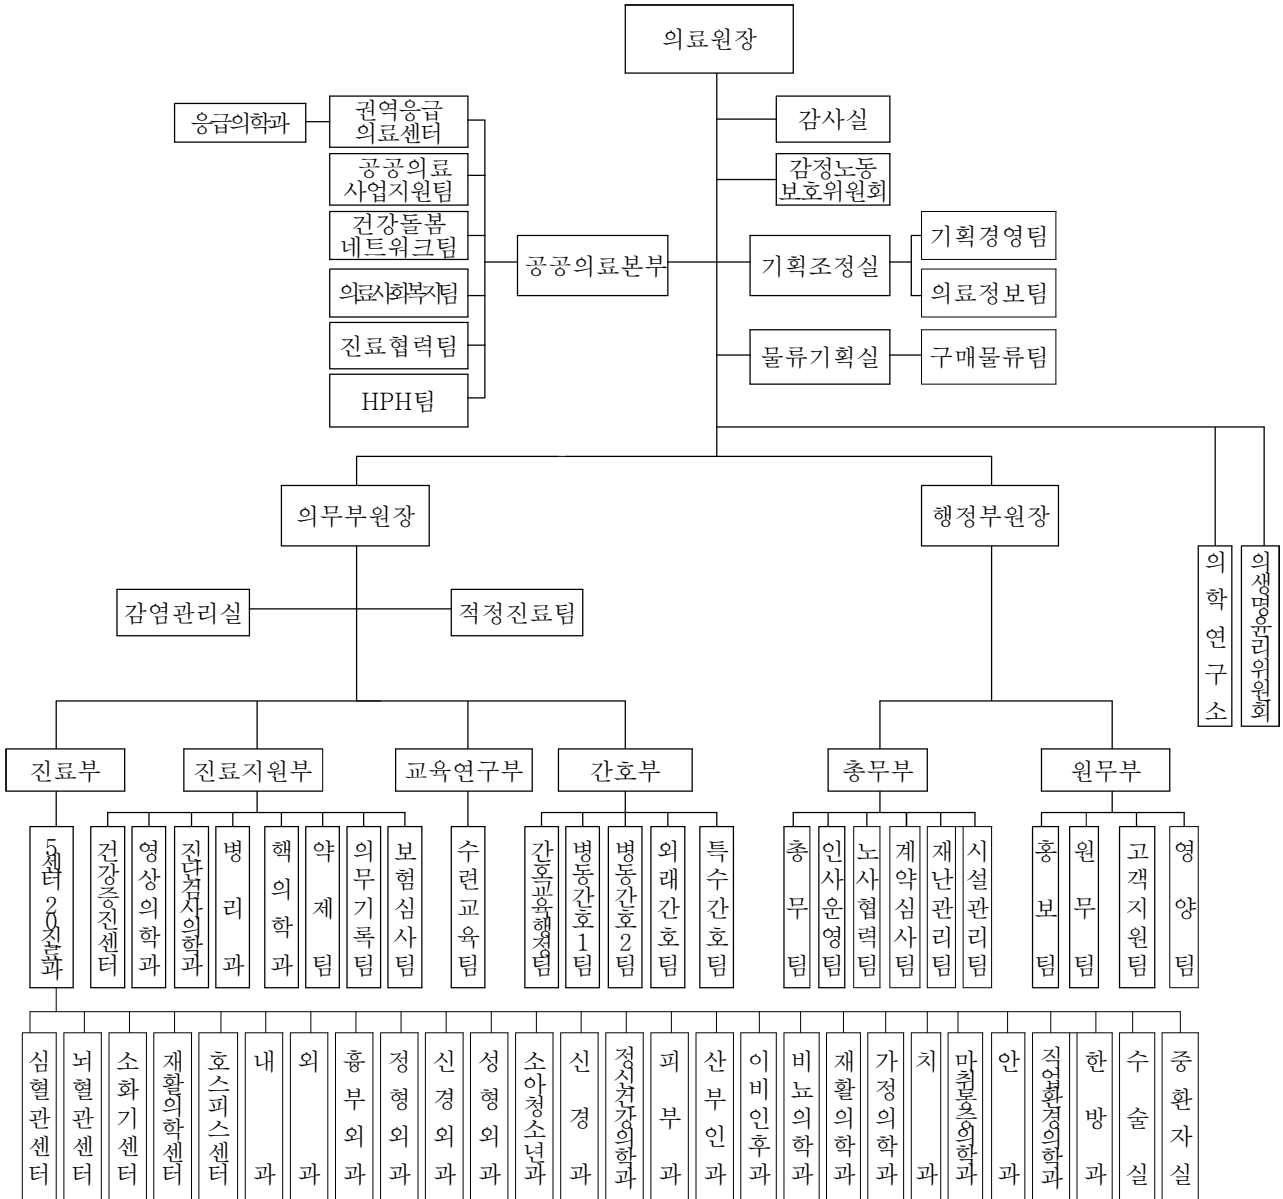 의료원장
감사실
응급의학과
권역응급
의료센터
감정노동
보호위원회
공공의료
사업지원팀
건강돌봄
네트워크팀
의료사회복지팀
진료협력팀
HPH팀
공공의료본부
기획조정실
기획경영팀
의료정보팀
물류기획실
구매물류팀
의무부원장
행정부원장
의학연구소
의생명윤리위원회
감염관리실
적정진료팀
진료부
진료지원부
교육연구부
간호부
총무부
원무부
5센터 20진료과
건강증진센터
영상의학과
진단검사의학과
병리과
핵의학과
약제팀
의무기록팀
보험심사팀
수련교육팀
간호교육행정팀
병동간호1팀
병동간호2팀
외래간호팀
특수간호팀
총무팀
인사운영팀
노사협력팀
계약심사팀
재난관리팀
시설관리팀
홍보팀
원무팀
고객지원팀
영양팀
심혈관센터
뇌혈관센터
소화기센터
재활의학센터
호스피스센터
내과
외과
흉부외과
정형외과
신경외과
성형외과
소아청소년과
신경과
정신건강의학과
피부과
산부인과
이비인후과
비뇨의학과
재활의학과
가정의학과
치과
마취통증의학과
안과
직업환경의학과
한방과
수술실
중환자실